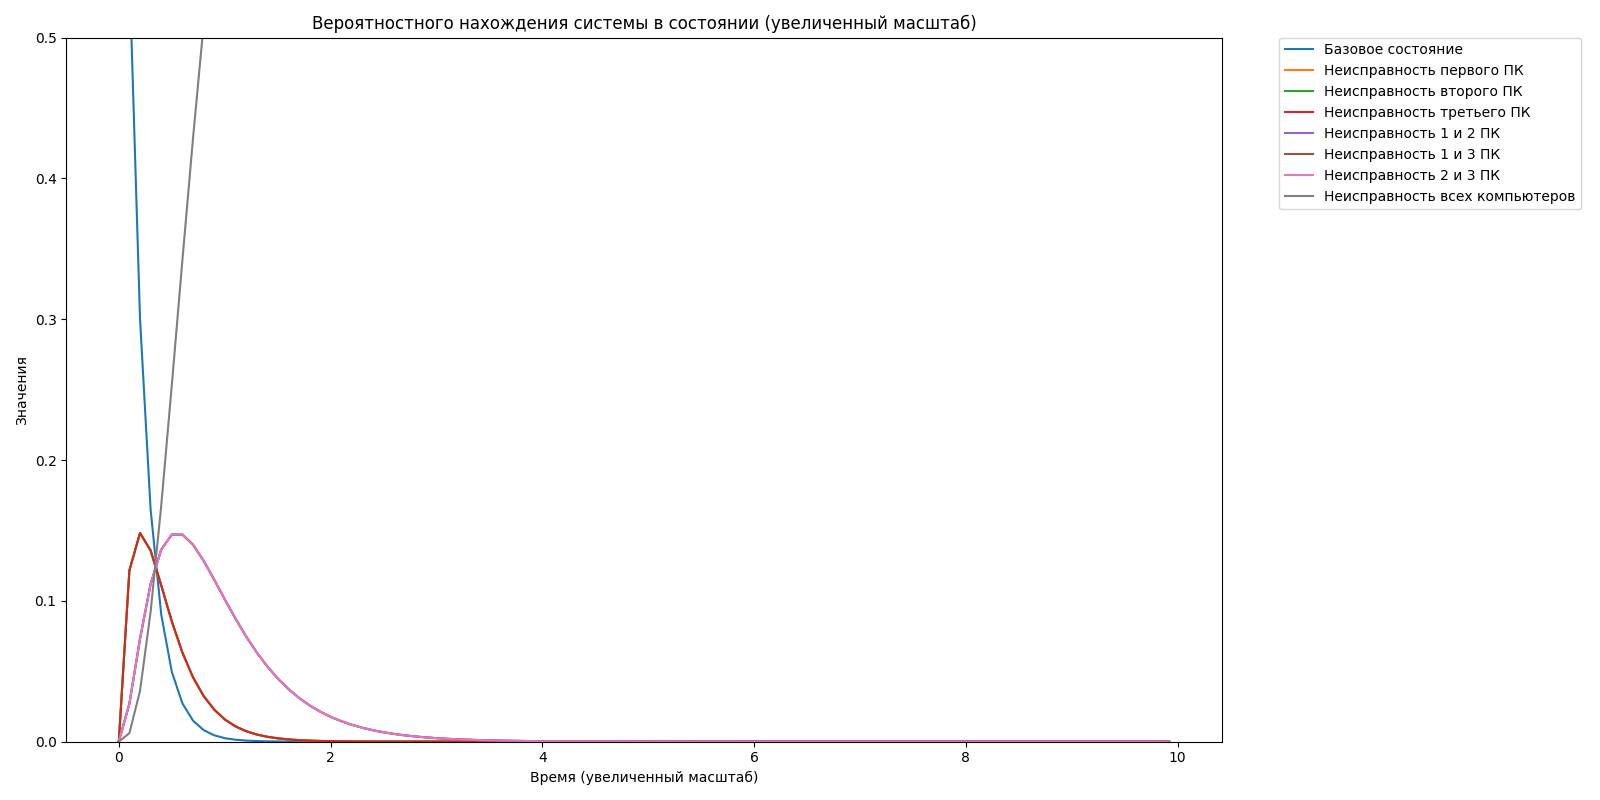 Вероятностного нахождения системы в состоянии (увеличенный масштаб)
0.5
0.4
0.3
0.2
0.1
0.0
Значения
0
2
4
6
8
10
Время (увеличенный масштаб)
Базовое состояние
Неисправность первого ПК
Неисправность второго ПК
Неисправность третьего ПК
Неисправность 1 и 2 ПК
Неисправность 1 и 3 ПК
Неисправность 2 и 3 ПК
Неисправность всех компьютеров